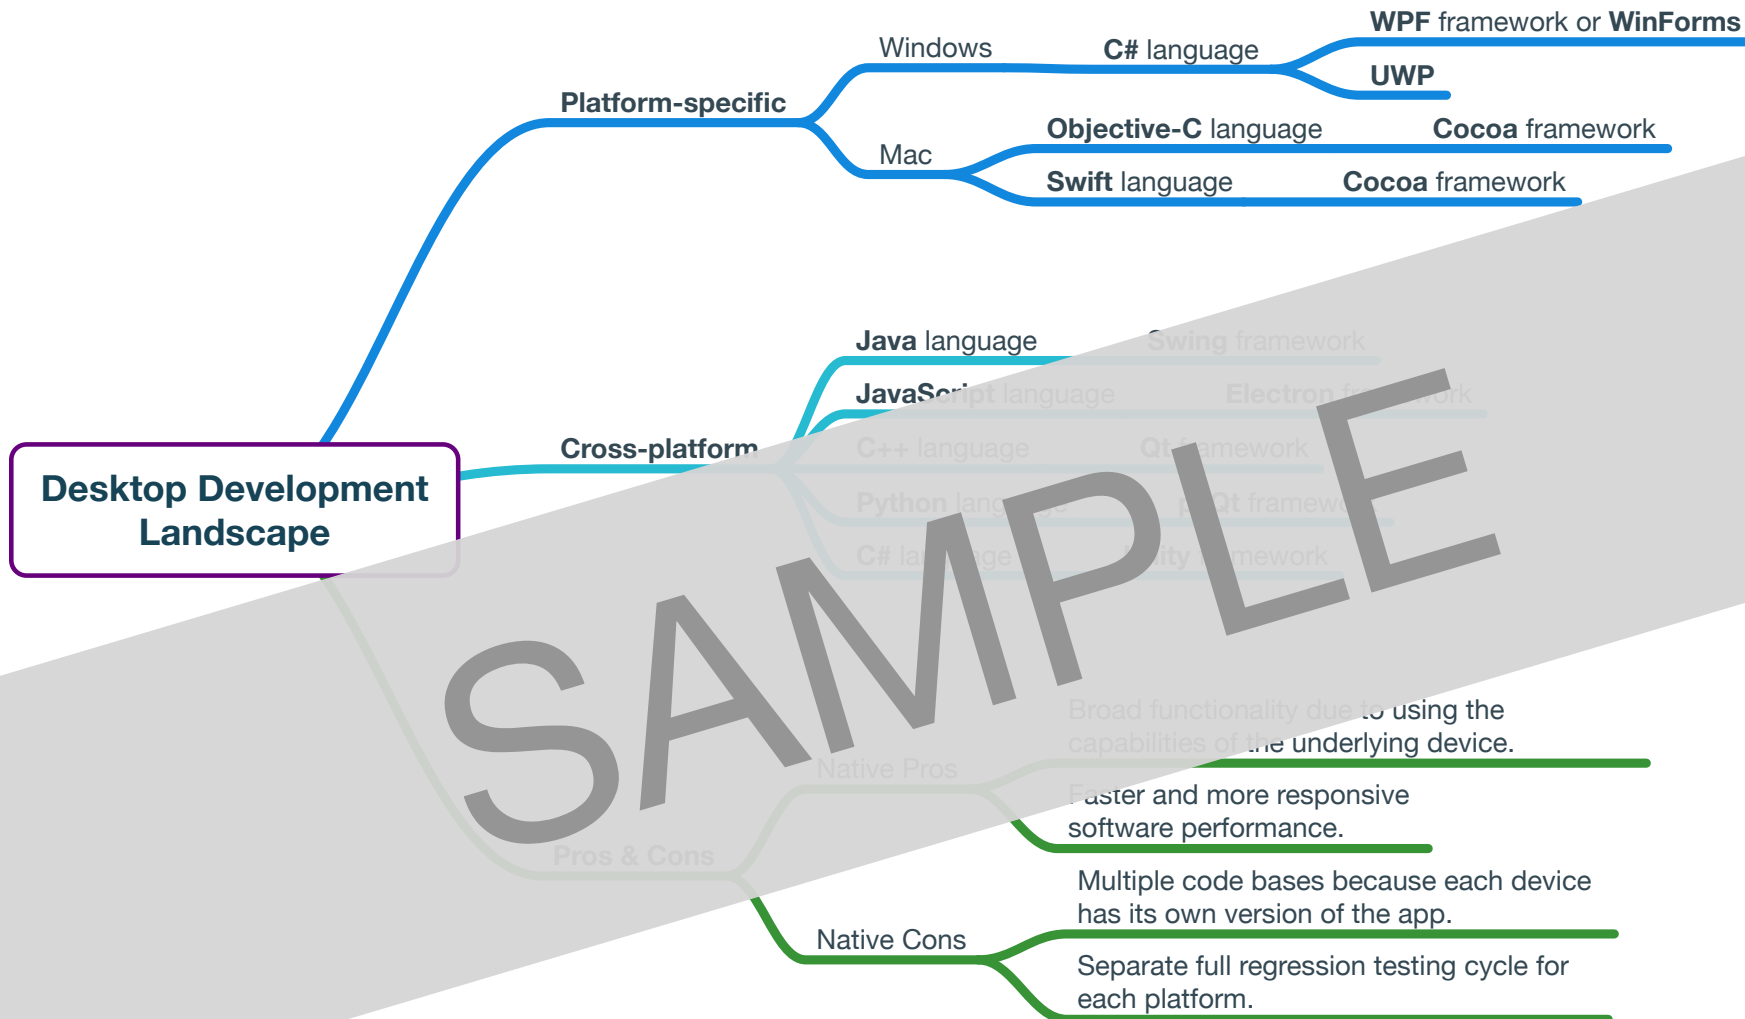 WPF framework or WinForms
Windows
C# language
UWP
Platform-specific
Objective-C language
Cocoa framework
Mac
Swift language
Cocoa framework
Java language
Swing framework
JavaScript language
Electron framework
Cross-platform
C++ language
Qt framework
Desktop Development
Landscape
Python language
C# language
SAMPLE
Broad functionality due to using the
capabilities of the underlying device.
Native Pros
Faster and more responsive
software performance.
Pros & Cons
Multiple code bases because each device
has its own version of the app.
Native Cons
Separate full regression testing cycle for
each platform.